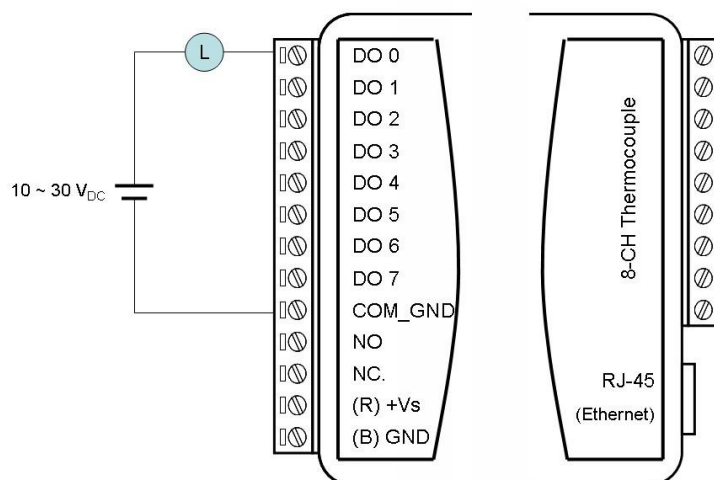 L
10 ~ 30 VDC
DO 0
DO 1
DO 2
DO 3
DO 4
DO 5
DO 6
DO 7
COM_GND
NO
NC.
(R) +Vs
(B) GND
8-CH Thermocouple
RJ-45
(Ethernet)